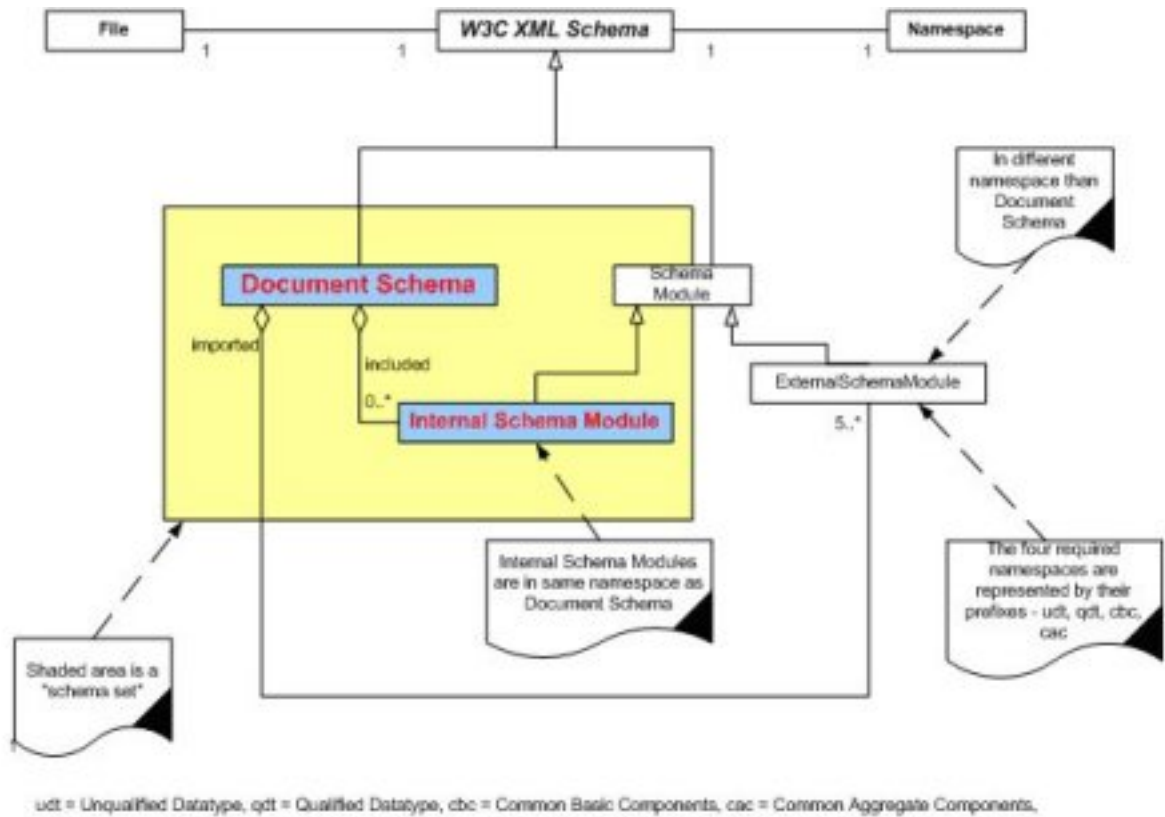 File
W3C XML Schema
Namespace
1
1
1
1
In different
namespace than
Document
Schema
Document Schema
Schema
Module
imported
included
0..*
Internal Schema Module
ExternalSchemaModule
5..*
Internal Schema Modules
are in same namespace as
Document Schema
The four required
namespaces are
represented by their
prefixes - udt, qdt, cbc,
cac
Shaded area is a
"schema set"
udt = Unqualified Datatype, qdt = Qualified Datatype, cbc = Common Basic Components, cac = Common Aggregate Components,